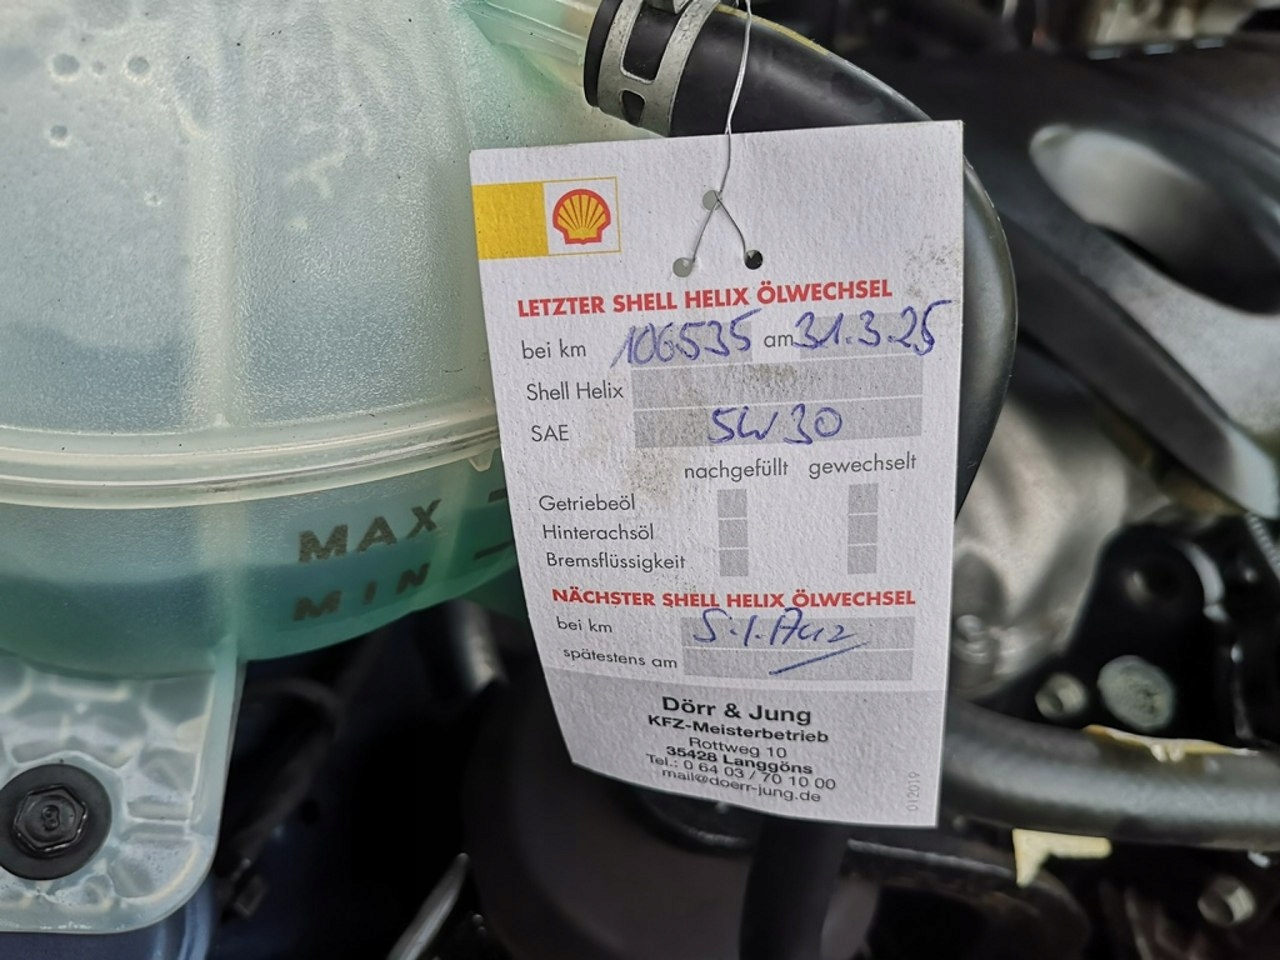 LETZTER SHELL HELIX ÖLWECHSEL
bei km 106535 am 31.3.25
Shell Helix
SAE 5W30
nachgefüllt gewechselt
Getriebeöl
Hinterachsöl
Bremsflüssigkeit
NÄCHSTER SHELL HELIX ÖLWECHSEL
bei km S.I. Anz
spätestens am
Dörr & Jung
KFZ-Meisterbetrieb
Rottweg 10
35428 Langgöns
Tel.: 0 64 03 / 70 10 00
mail@doerr-jung.de
012019
MAX
MIN